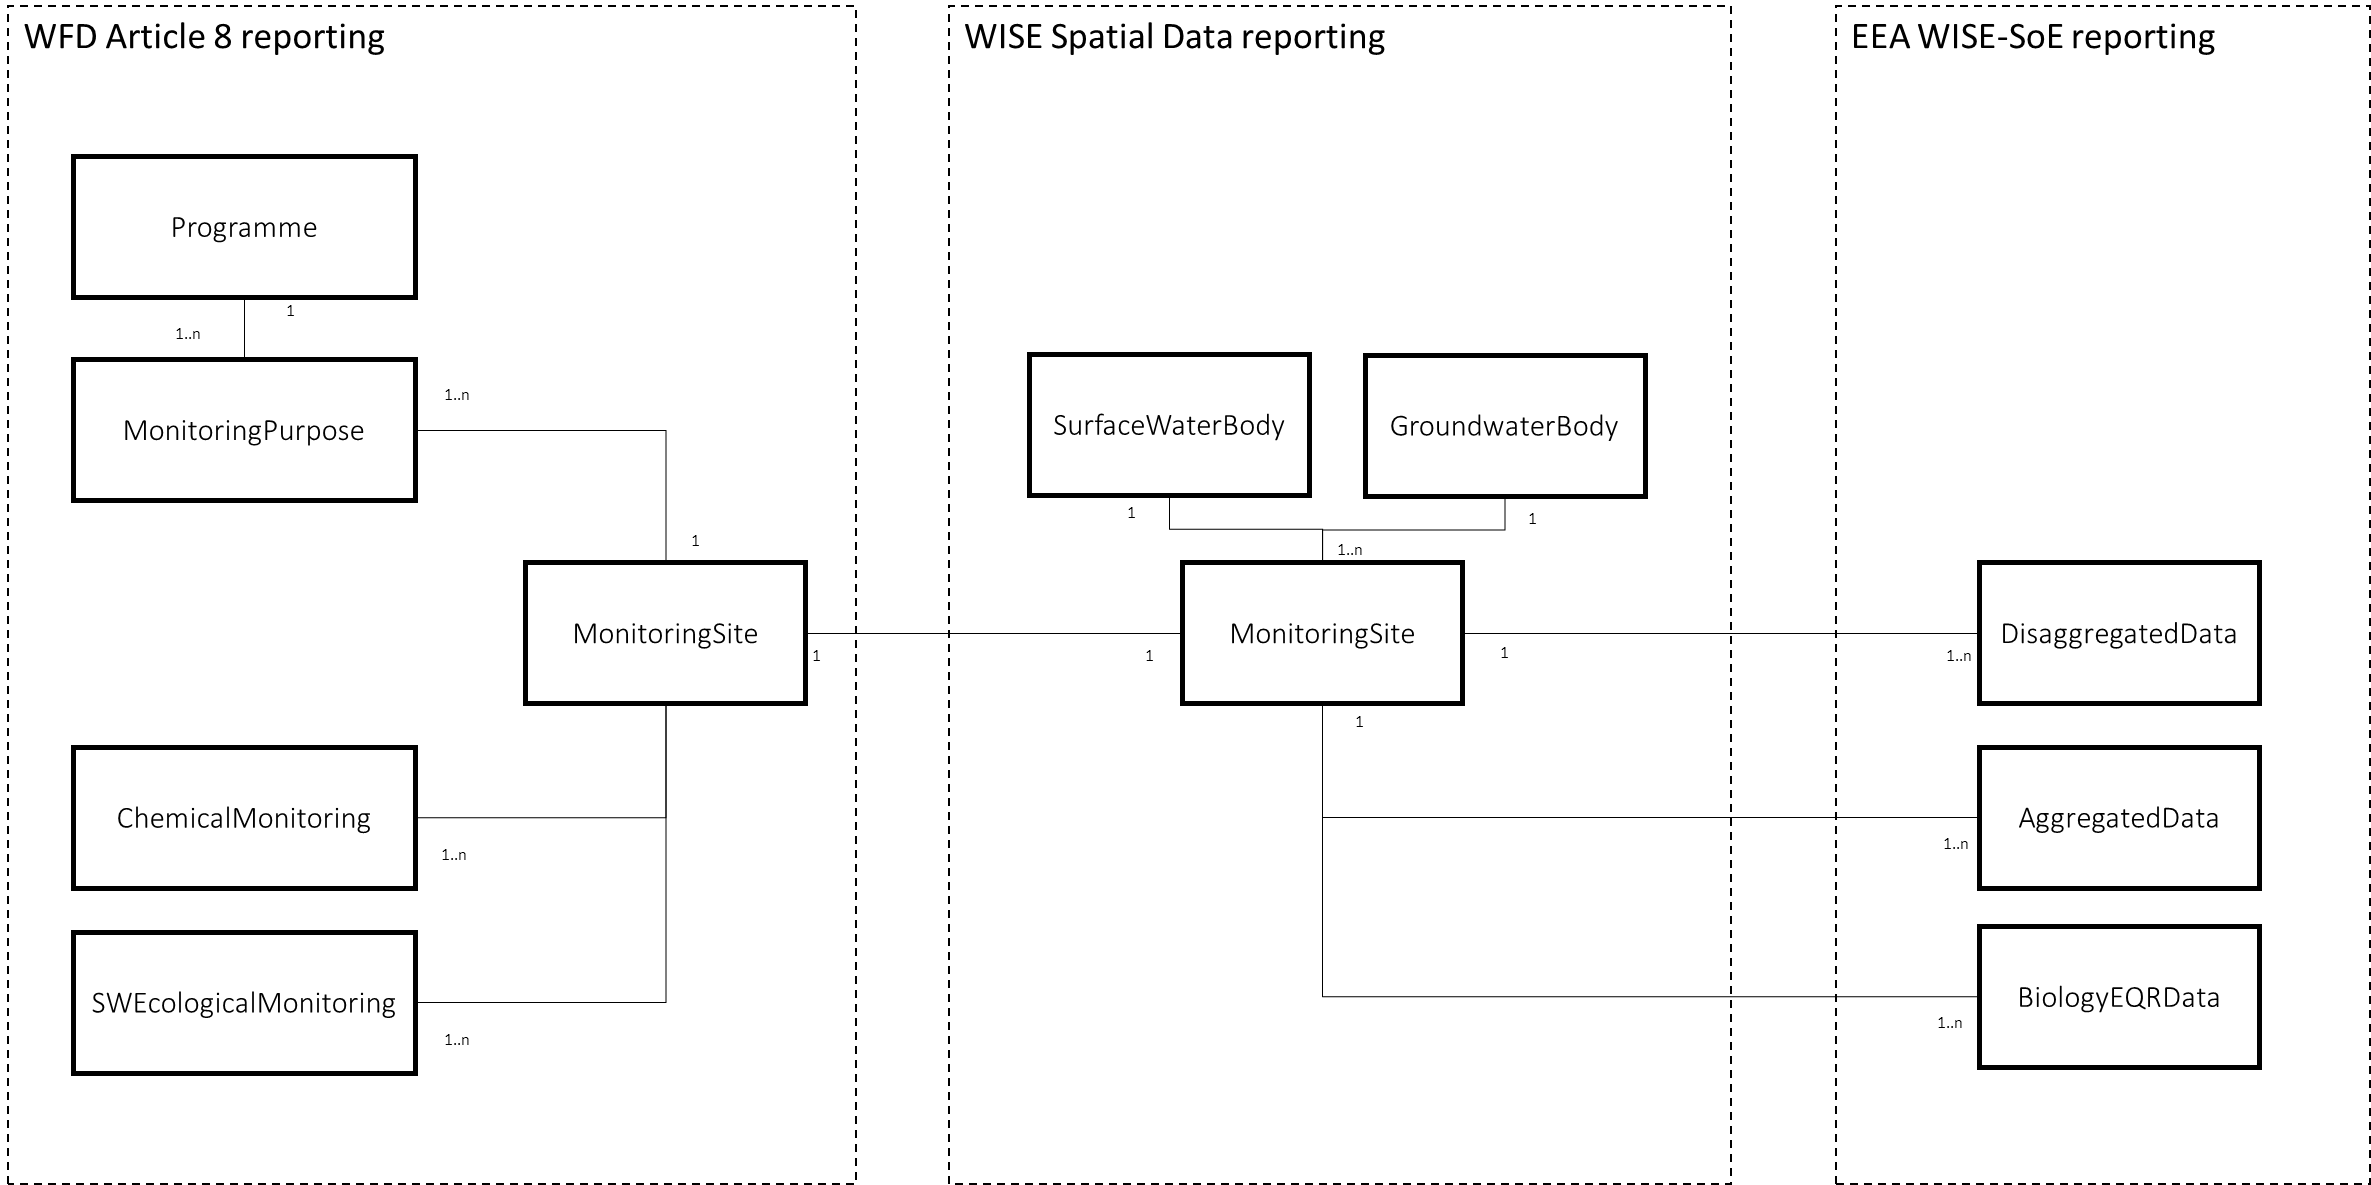 WFD Article 8 reporting
WISE Spatial Data reporting
EEA WISE-SoE reporting
Programme
1
1..n
MonitoringPurpose
1..n
1
MonitoringSite
1
ChemicalMonitoring
1..n
SWEcologicalMonitoring
1..n
SurfaceWaterBody
GroundwaterBody
1
1
1..n
1
MonitoringSite
1
1
DisaggregatedData
1..n
AggregatedData
1..n
BiologyEQRData
1..n